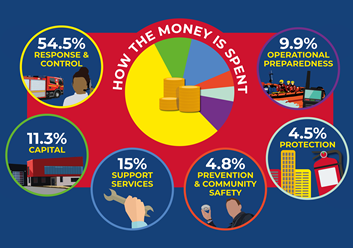 HOW THE MONEY IS SPENT
54.5%
RESPONSE &
CONTROL
9.9%
OPERATIONAL
PREPAREDNESS
11.3%
CAPITAL
15%
SUPPORT
SERVICES
4.8%
PREVENTION
& COMMUNITY
SAFETY
4.5%
PROTECTION